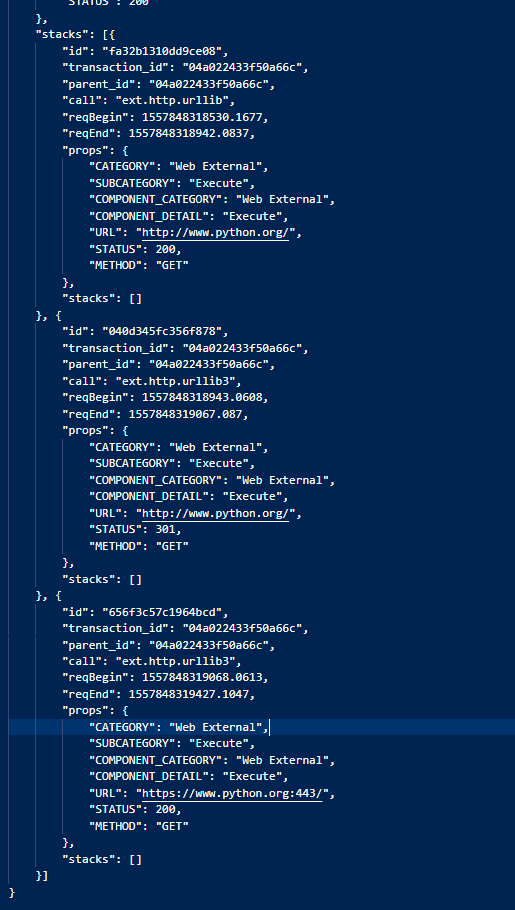 "STATUS": 200
},
"stacks": [{
"id": "fa32b1310dd9ce08",
"transaction_id": "04a022433f50a66c",
"parent_id": "04a022433f50a66c",
"call": "ext.http.urllib",
"reqBegin": 1557848318530.1677,
"reqEnd": 1557848318942.0837,
"props": {
"CATEGORY": "Web External",
"SUBCATEGORY": "Execute",
"COMPONENT_CATEGORY": "Web External",
"COMPONENT_DETAIL": "Execute",
"URL": "http://www.python.org/",
"STATUS": 200,
"METHOD": "GET"
},
"stacks": []
}, {
"id": "040d345fc356f878",
"transaction_id": "04a022433f50a66c",
"parent_id": "04a022433f50a66c",
"call": "ext.http.urllib3",
"reqBegin": 1557848318943.0608,
"reqEnd": 1557848319067.087,
"props": {
"CATEGORY": "Web External",
"SUBCATEGORY": "Execute",
"COMPONENT_CATEGORY": "Web External",
"COMPONENT_DETAIL": "Execute",
"URL": "http://www.python.org/",
"STATUS": 301,
"METHOD": "GET"
},
"stacks": []
}, {
"id": "656f3c57c1964bcd",
"transaction_id": "04a022433f50a66c",
"parent_id": "04a022433f50a66c",
"call": "ext.http.urllib3",
"reqBegin": 1557848319068.0613,
"reqEnd": 1557848319427.1047,
"props": {
"CATEGORY": "Web External",
"SUBCATEGORY": "Execute",
"COMPONENT_CATEGORY": "Web External",
"COMPONENT_DETAIL": "Execute",
"URL": "https://www.python.org:443/",
"STATUS": 200,
"METHOD": "GET"
},
"stacks": []
}]
}